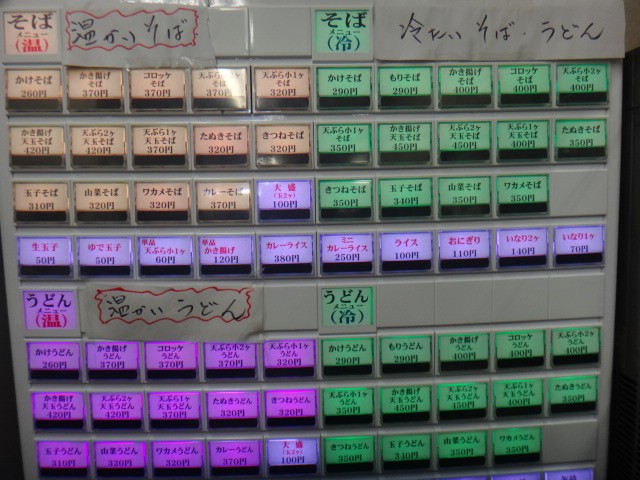 そば
メニュー
(温)
温かいそば
そば
メニュー
(冷)
冷たい そば・うどん
かけそば
260円
かき揚げ
そば
370円
コロッケ
そば
370円
天ぷら小2ヶ
そば
370円
天ぷら小1ヶ
そば
320円
かけそば
290円
もりそば
290円
かき揚げ
そば
400円
コロッケ
そば
400円
天ぷら小2ヶ
そば
400円
かき揚げ
天玉そば
420円
天ぷら2ヶ
天玉そば
420円
天ぷら1ヶ
天玉そば
370円
たぬきそば
320円
きつねそば
320円
天ぷら小1ヶ
そば
350円
かき揚げ
天玉そば
450円
天ぷら2ヶ
天玉そば
450円
天ぷら1ヶ
天玉そば
400円
たぬきそば
350円
玉子そば
310円
山菜そば
320円
ワカメそば
320円
カレーそば
370円
大盛
(玉2ヶ)
100円
きつねそば
350円
玉子そば
340円
山菜そば
350円
ワカメそば
350円
生玉子
50円
ゆで玉子
50円
単品
天ぷら小1ヶ
60円
単品
かき揚げ
120円
カレーライス
380円
ミニ
カレーライス
250円
ライス
100円
おにぎり
110円
いなり2ヶ
140円
いなり1ヶ
70円
うどん
メニュー
(温)
温かい うどん
うどん
メニュー
(冷)
かけうどん
260円
かき揚げ
うどん
370円
コロッケ
うどん
370円
天ぷら小2ヶ
うどん
370円
天ぷら小1ヶ
うどん
320円
かけうどん
290円
もりうどん
290円
かき揚げ
うどん
400円
コロッケ
うどん
400円
天ぷら小2ヶ
うどん
400円
かき揚げ
天玉うどん
420円
天ぷら2ヶ
天玉うどん
420円
天ぷら1ヶ
天玉うどん
370円
たぬきうどん
320円
きつねうどん
320円
天ぷら小1ヶ
うどん
350円
かき揚げ
天玉うどん
450円
天ぷら2ヶ
天玉うどん
450円
天ぷら1ヶ
天玉うどん
400円
たぬきうどん
350円
玉子うどん
310円
山菜うどん
320円
ワカメうどん
320円
カレーうどん
370円
大盛
(玉2ヶ)
100円
きつねうどん
350円
玉子うどん
340円
山菜うどん
350円
ワカメうどん
350円